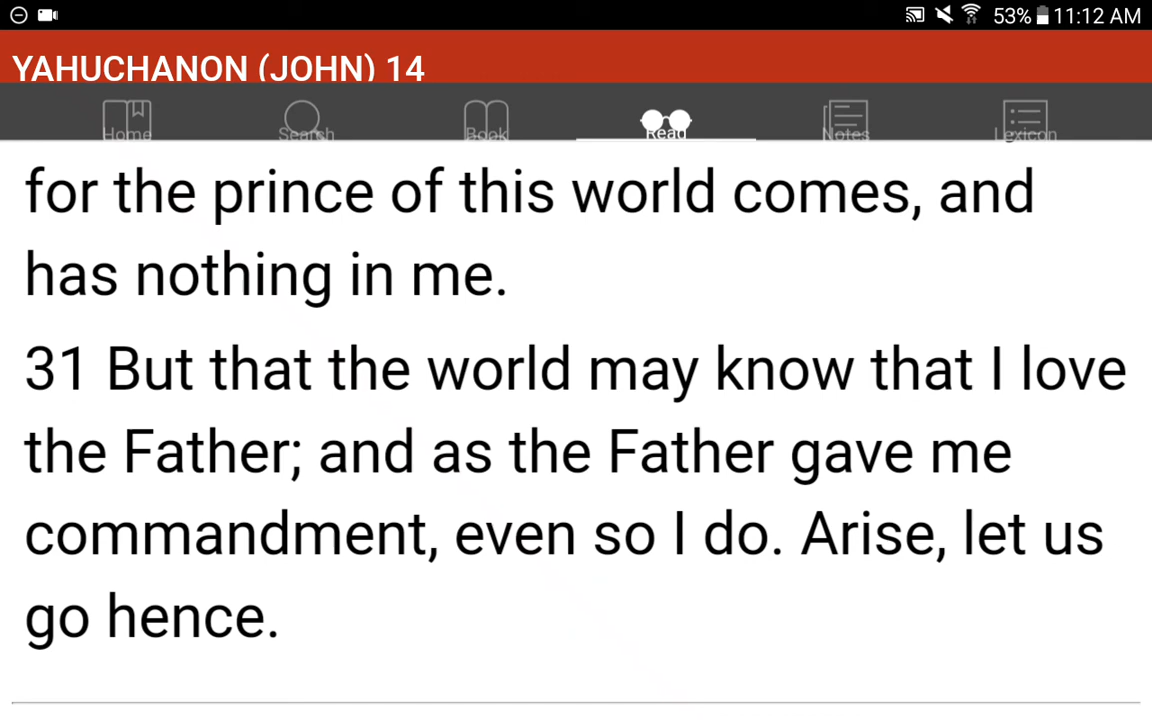 53% 11:12 AM
YAHUCHANON (JOHN) 14
Home Search Book Read Notes Lexicon
for the prince of this world comes, and
has nothing in me.
31 But that the world may know that I love
the Father; and as the Father gave me
commandment, even so I do. Arise, let us
go hence.